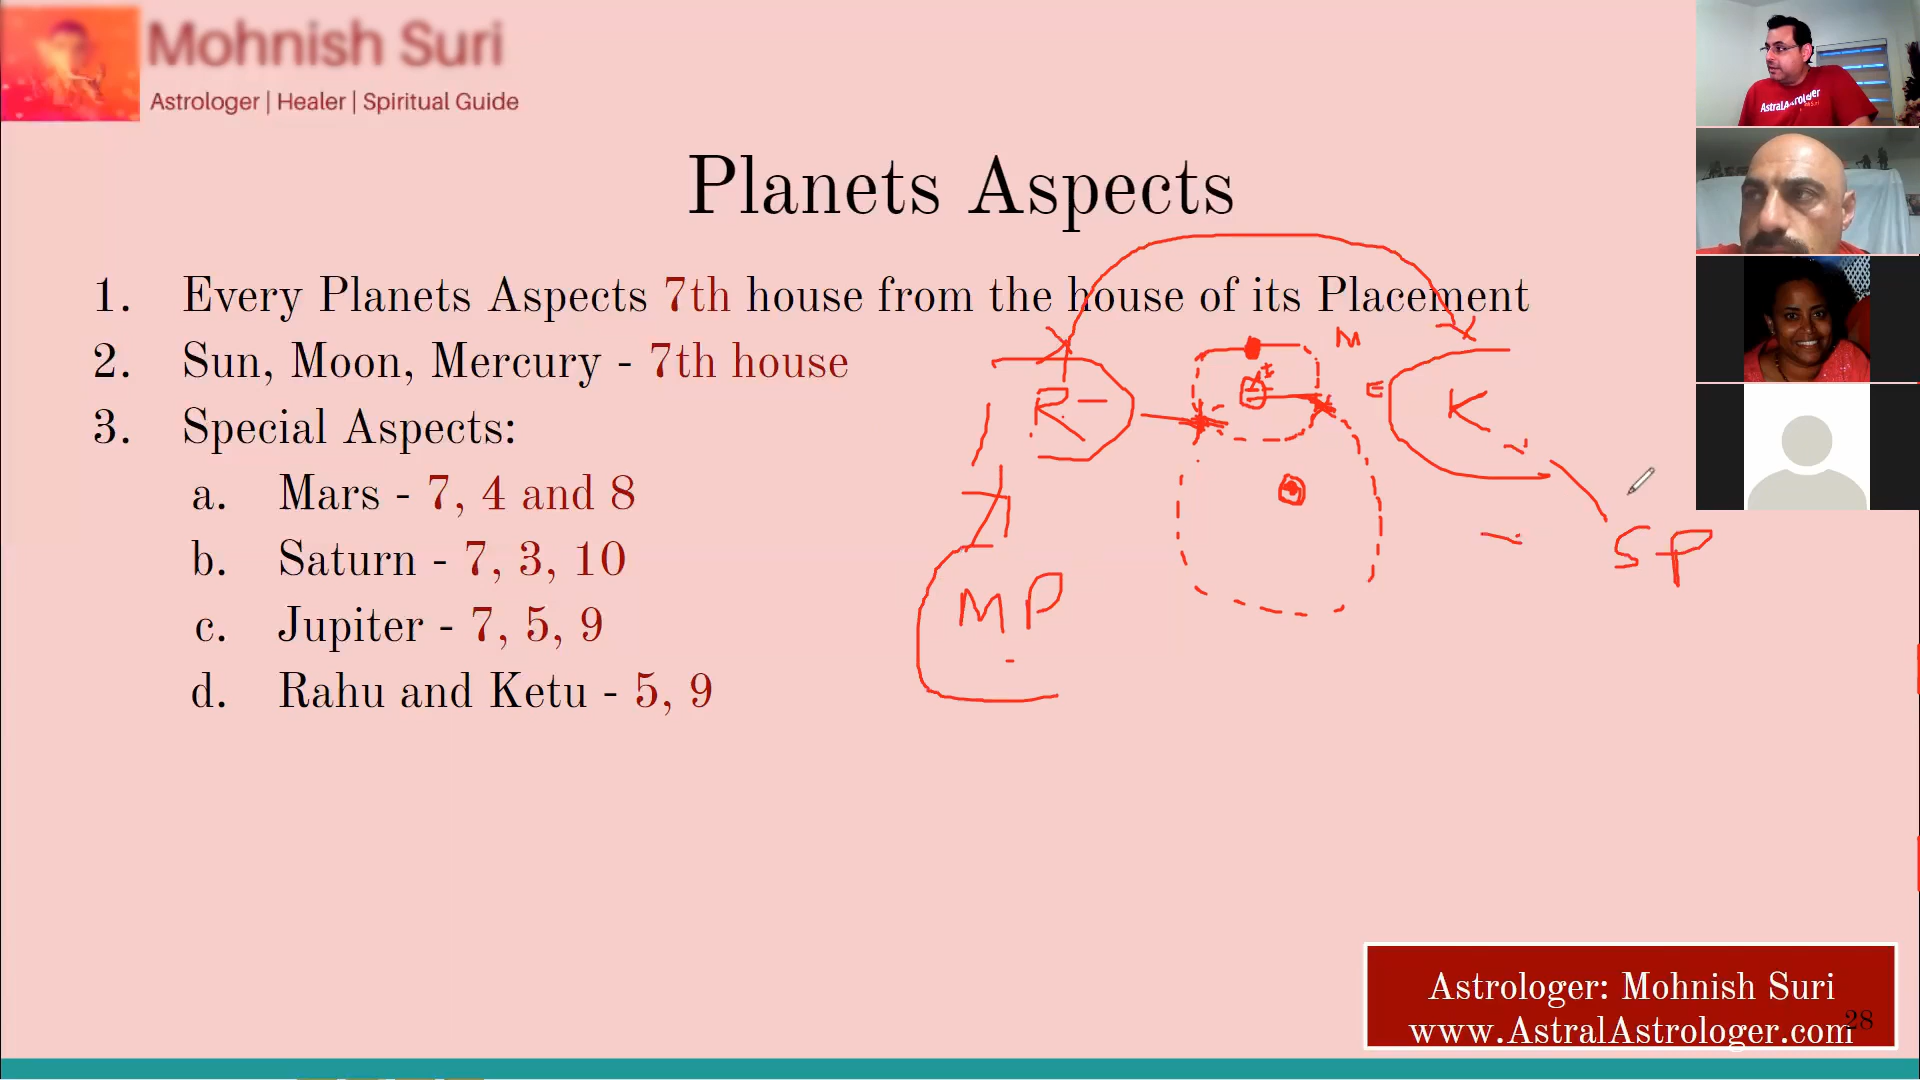 Mohnish Suri
Astrologer | Healer | Spiritual Guide
AstralAstrologer
Planets Aspects
1. Every Planets Aspects 7th house from the house of its Placement
2. Sun, Moon, Mercury - 7th house
3. Special Aspects:
a. Mars - 7, 4 and 8
b. Saturn - 7, 3, 10
c. Jupiter - 7, 5, 9
d. Rahu and Ketu - 5, 9
M
E
R
K
SP
MP
Astrologer: Mohnish Suri
www.AstralAstrologer.com
28